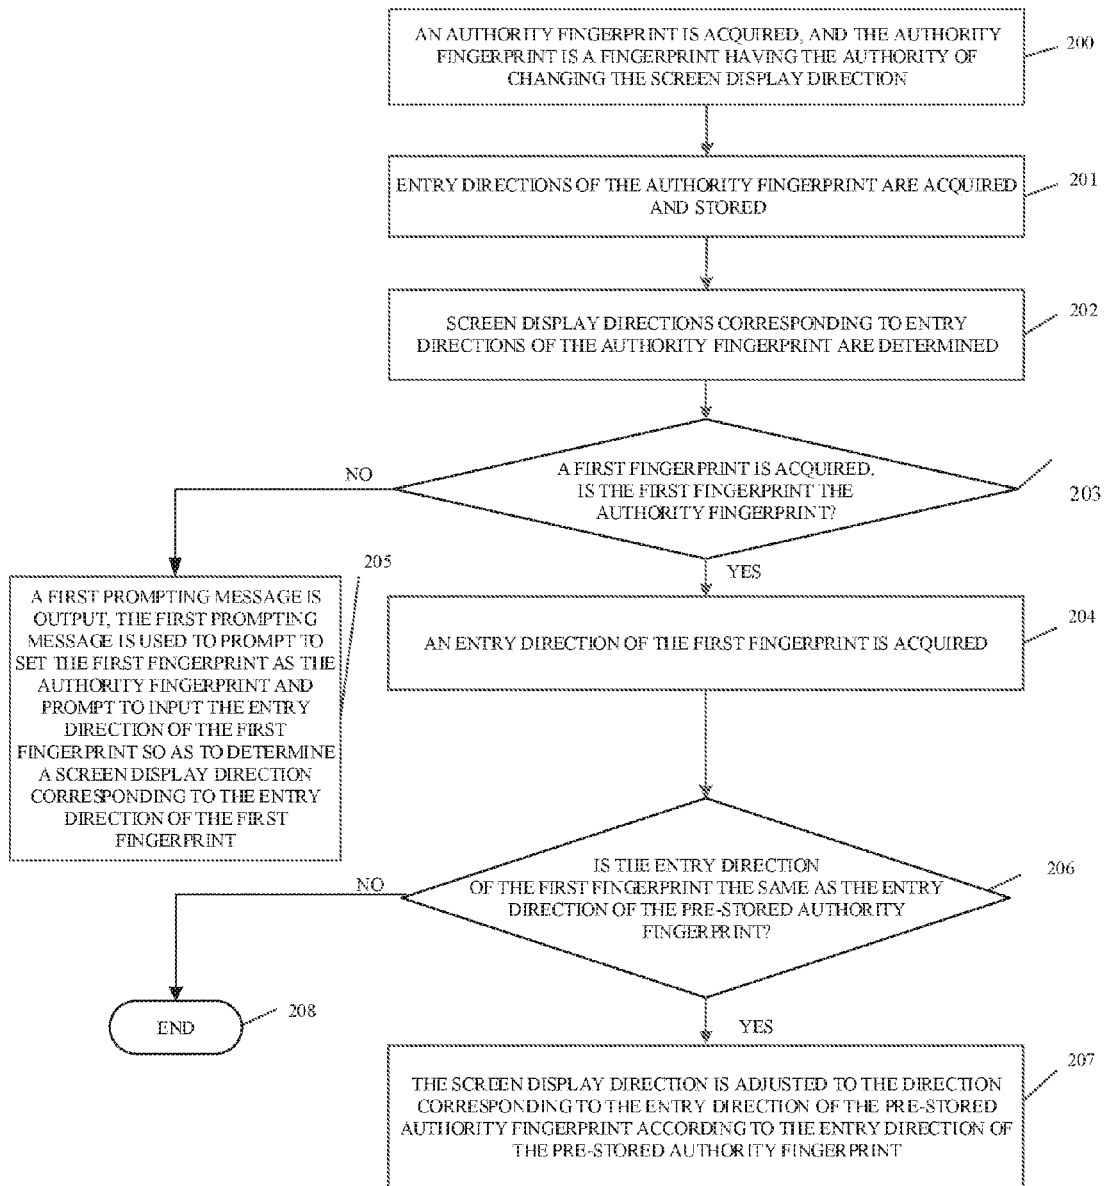 AN AUTHORITY FINGERPRINT IS ACQUIRED, AND THE AUTHORITY
FINGERPRINT IS A FINGERPRINT HAVING THE AUTHORITY OF
CHANGING THE SCREEN DISPLAY DIRECTION
200
ENTRY DIRECTIONS OF THE AUTHORITY FINGERPRINT ARE ACQUIRED
AND STORED
201
SCREEN DISPLAY DIRECTIONS CORRESPONDING TO ENTRY
DIRECTIONS OF THE AUTHORITY FINGERPRINT ARE DETERMINED
202
A FIRST FINGERPRINT IS ACQUIRED.
IS THE FIRST FINGERPRINT THE
AUTHORITY FINGERPRINT?
203
NO
YES
205
A FIRST PROMPTING MESSAGE IS
OUTPUT, THE FIRST PROMPTING
MESSAGE IS USED TO PROMPT TO
SET THE FIRST FINGERPRINT AS THE
AUTHORITY FINGERPRINT AND
PROMPT TO INPUT THE ENTRY
DIRECTION OF THE FIRST
FINGERPRINT SO AS TO DETERMINE
A SCREEN DISPLAY DIRECTION
CORRESPONDING TO THE ENTRY
DIRECTION OF THE FIRST
FINGERPRINT
AN ENTRY DIRECTION OF THE FIRST FINGERPRINT IS ACQUIRED
204
IS THE ENTRY DIRECTION
OF THE FIRST FINGERPRINT THE SAME AS THE ENTRY
DIRECTION OF THE PRE-STORED AUTHORITY
FINGERPRINT?
206
NO
END
208
YES
THE SCREEN DISPLAY DIRECTION IS ADJUSTED TO THE DIRECTION
CORRESPONDING TO THE ENTRY DIRECTION OF THE PRE-STORED
AUTHORITY FINGERPRINT ACCORDING TO THE ENTRY DIRECTION OF
THE PRE-STORED AUTHORITY FINGERPRINT
207